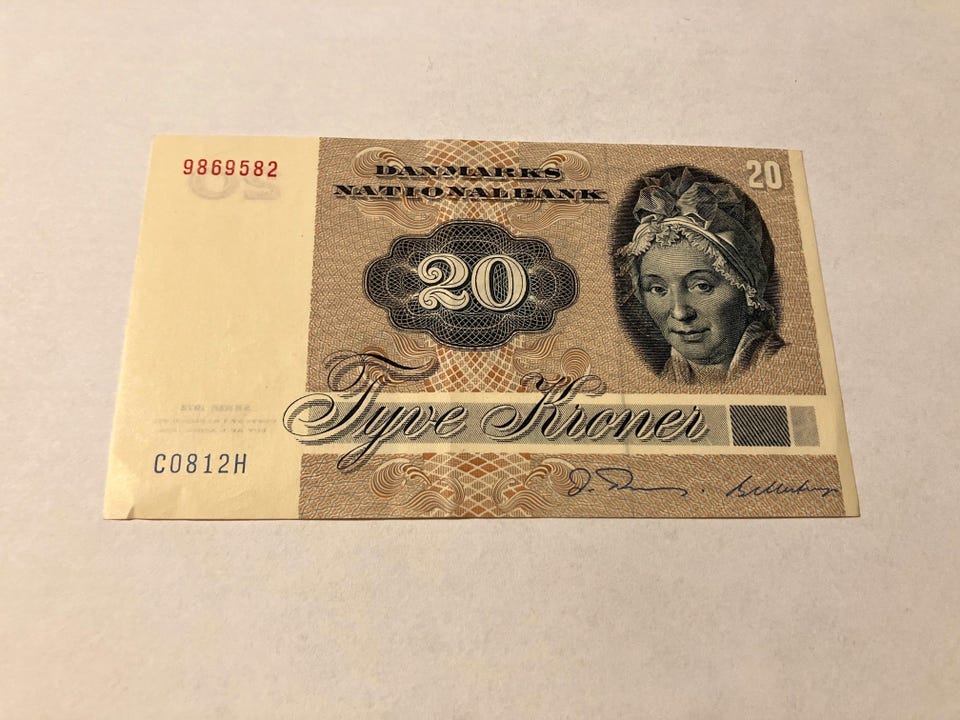 9869582
DANMARKS
NATIONALBANK
20
20
Tyve Kroner
C0812H